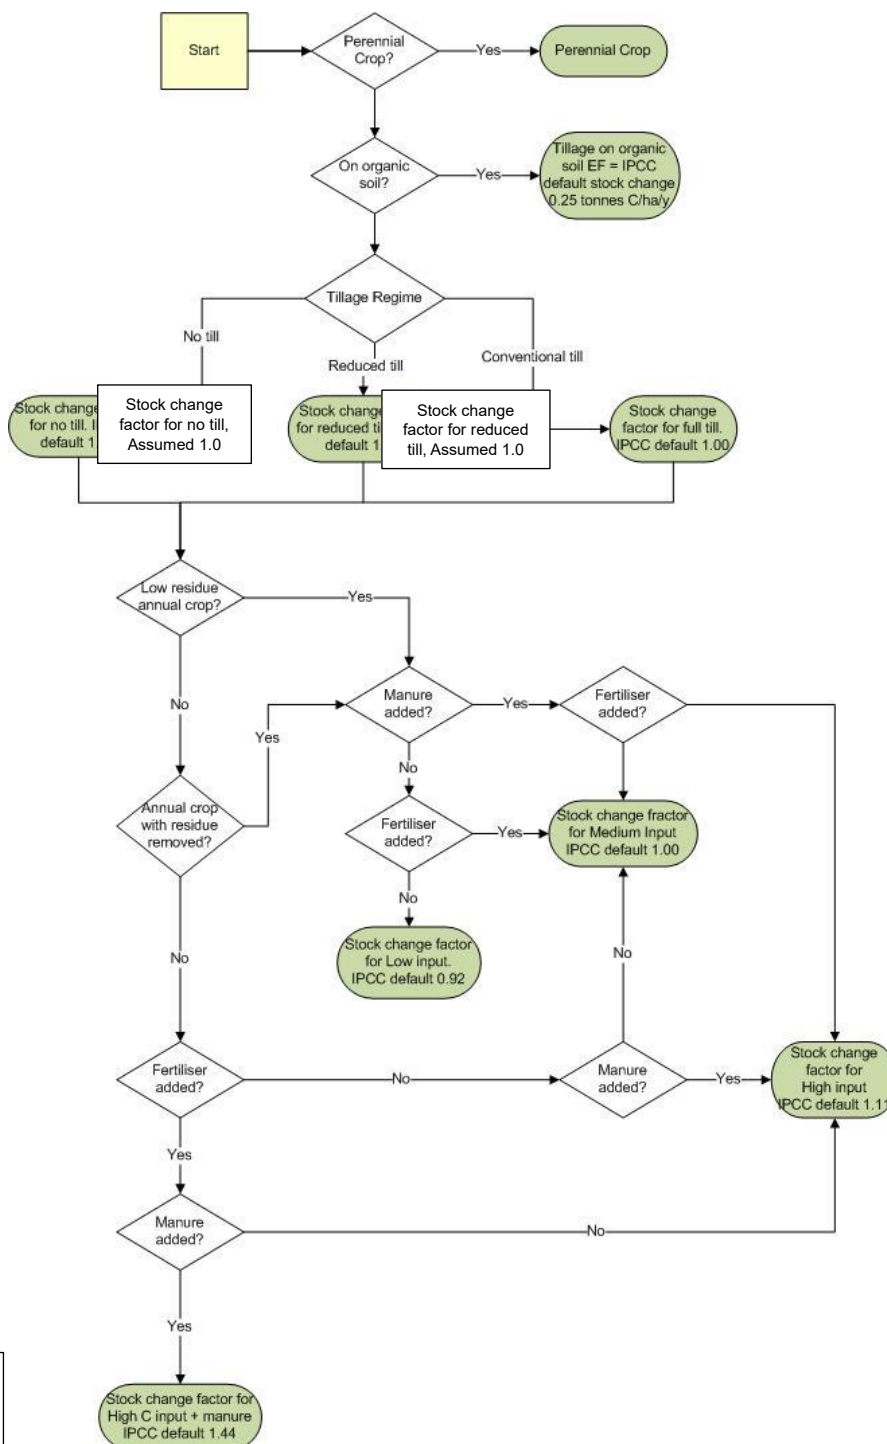 Start
Perennial
Crop?
Yes
Perennial Crop
On organic
soil?
Yes
Tillage on organic
soil EF = IPCC
default stock change
0.25 tonnes C/ha/y
Tillage Regime
No till
Reduced till
Conventional till
Stock change
for no till.
default 1.
Stock change
factor for no till,
Assumed 1.0
Stock change
for reduced
default 1.
Stock change
factor for reduced
till, Assumed 1.0
Stock change
factor for full till.
IPCC default 1.00
Low residue
annual crop?
Yes
No
Manure
added?
Yes
Fertiliser
added?
Yes
No
Annual crop
with residue
removed?
Fertiliser
added?
Yes
Stock change fractor
for Medium Input
IPCC default 1.00
No
Stock change factor
for Low input.
IPCC default 0.92
No
No
Fertiliser
added?
No
Manure
added?
Yes
Stock change
factor for
High input
IPCC default 1.11
Yes
Manure
added?
No
Yes
Stock change factor for
High C input + manure
IPCC default 1.44